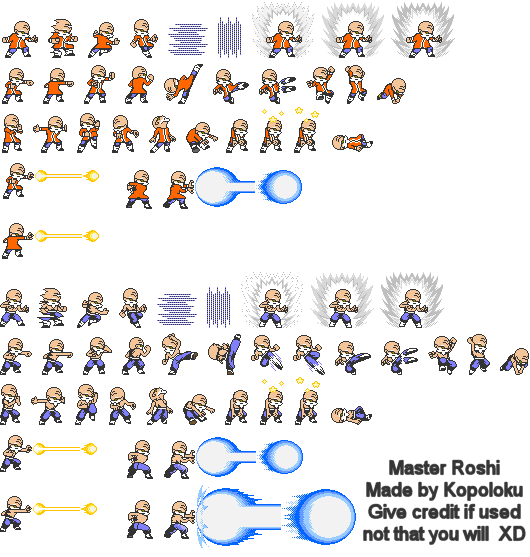 Master Roshi
Made by Kopoloku
Give credit if used
not that you will XD